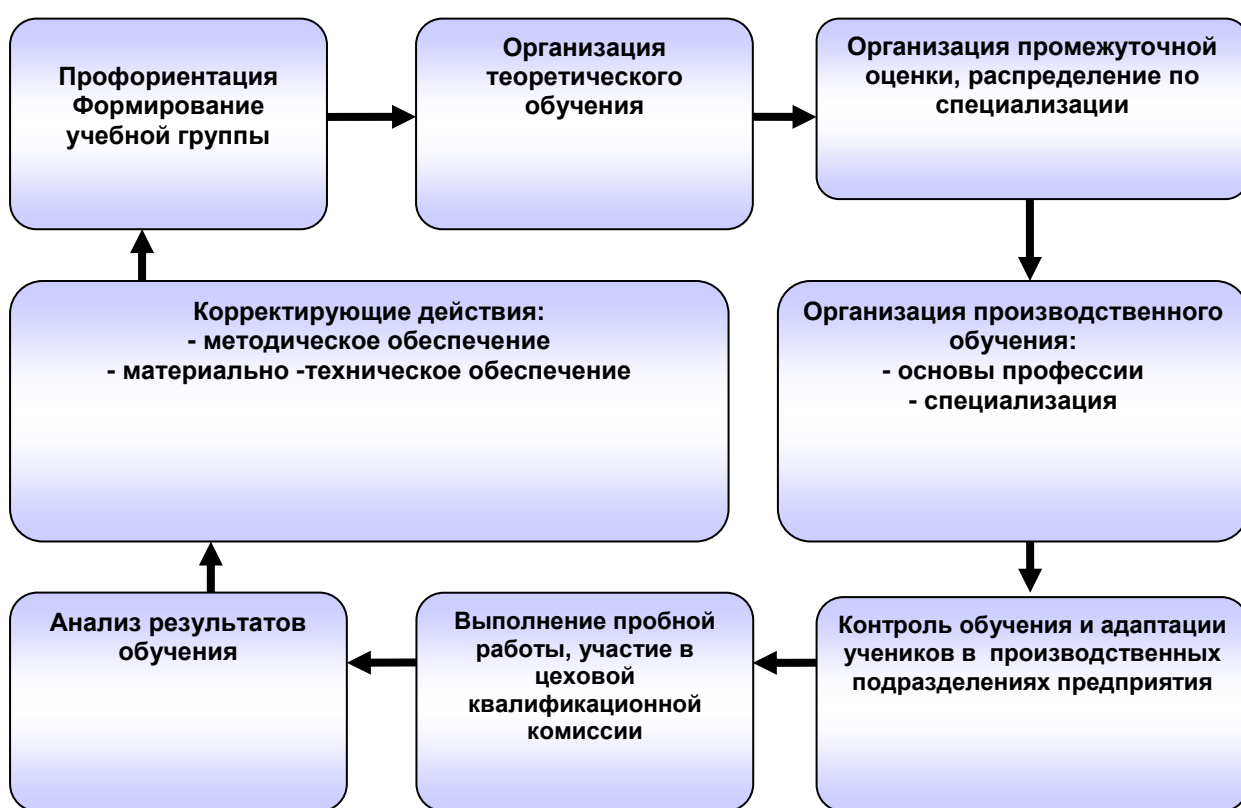 Профориентация
Формирование
учебной группы
Организация
теоретического
обучения
Организация промежуточной
оценки, распределение по
специализации
Корректирующие действия:
- методическое обеспечение
- материально -техническое обеспечение
Организация производственного
обучения:
- основы профессии
- специализация
Анализ результатов
обучения
Выполнение пробной
работы, участие в
цеховой
квалификационной
комиссии
Контроль обучения и адаптации
учеников в производственных
подразделениях предприятия